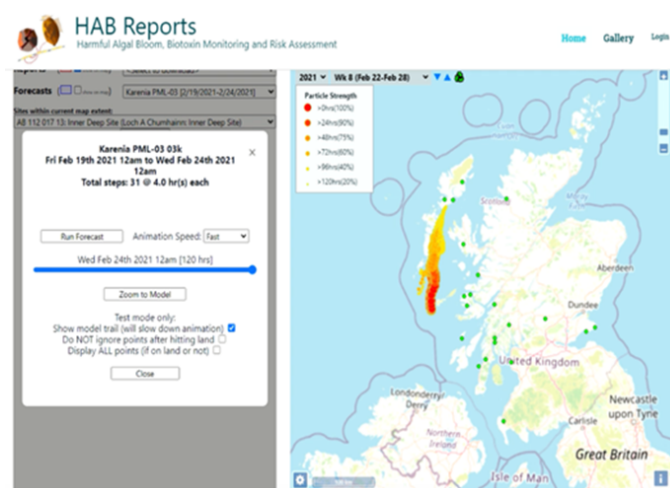 HAB Reports
Harmful Algal Bloom, Biotoxin Monitoring and Risk Assessment
Home Gallery Login
Reports
Forecasts Karenia PML-03 [2/19/2021-2/24/2021]
Sites within current map extent:
AB 112 017 13: Inner Deep Site (Loch A Chumhainn: Inner Deep Site)
Karenia PML-03 03k
Fri Feb 19th 2021 12am to Wed Feb 24th 2021
12am
Total steps: 31 @ 4.0 hr(s) each
Run Forecast Animation Speed: Fast
Wed Feb 24th 2021 12am [120 hrs]
Zoom to Model
Test mode only:
Show model trail (will slow down animation)
Do NOT ignore points after hitting land
Display ALL points (if on land or not)
Close
2021 Wk 8 (Feb 22-Feb 28)
Particle Strength
>0hrs(100%)
>24hrs(90%)
>48hrs(75%)
>72hrs(60%)
>96hrs(40%)
>120hrs(20%)
Scotland
Moray
Aberdeen
Dundee
United Kingdom
Londonderry/
Derry
Northern
Ireland
Newcastle
upon Tyne
Carlisle
Great Britain
Isle of Man